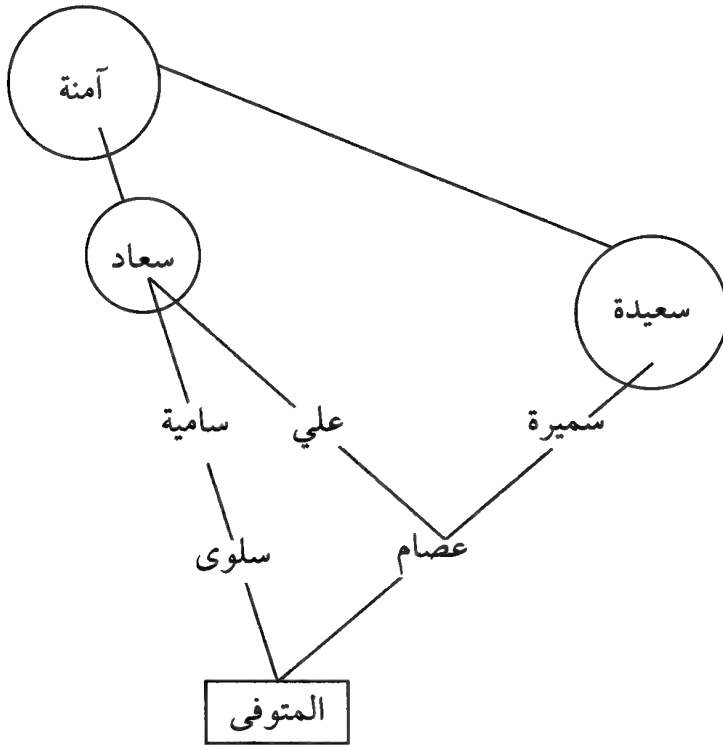 آمنة
سعاد
سعيدة
سميرة علي سامية
عصام سلوى
المتوفى